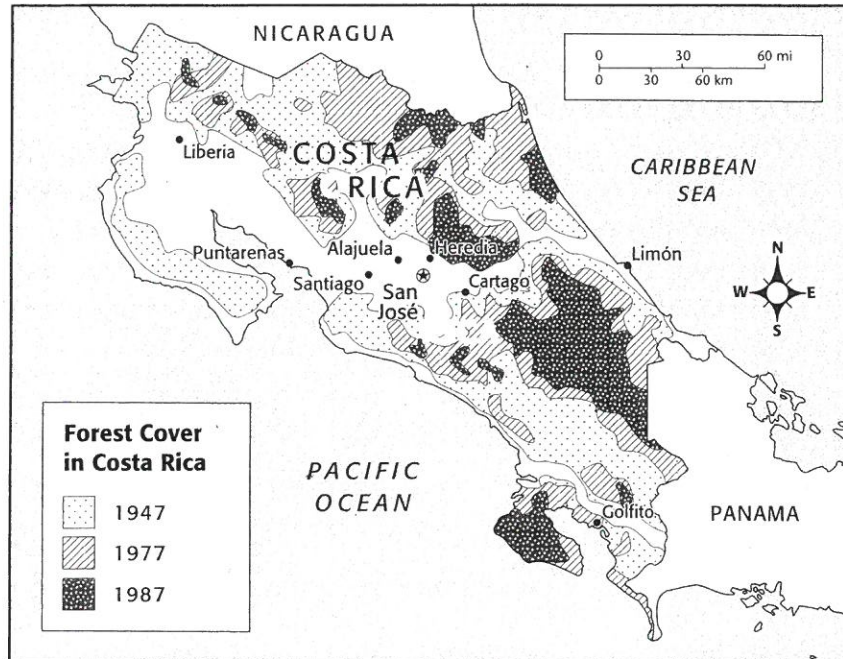 NICARAGUA
0 30 60 mi
0 30 60 km
COSTA
RICA
CARIBBEAN
SEA
Liberia
Puntarenas
Alajuela
Heredia
Limón
Santiago
San
José
Cartago
N
W E
S
Forest Cover
in Costa Rica
1947
1977
1987
PACIFIC
OCEAN
Golfito
PANAMA